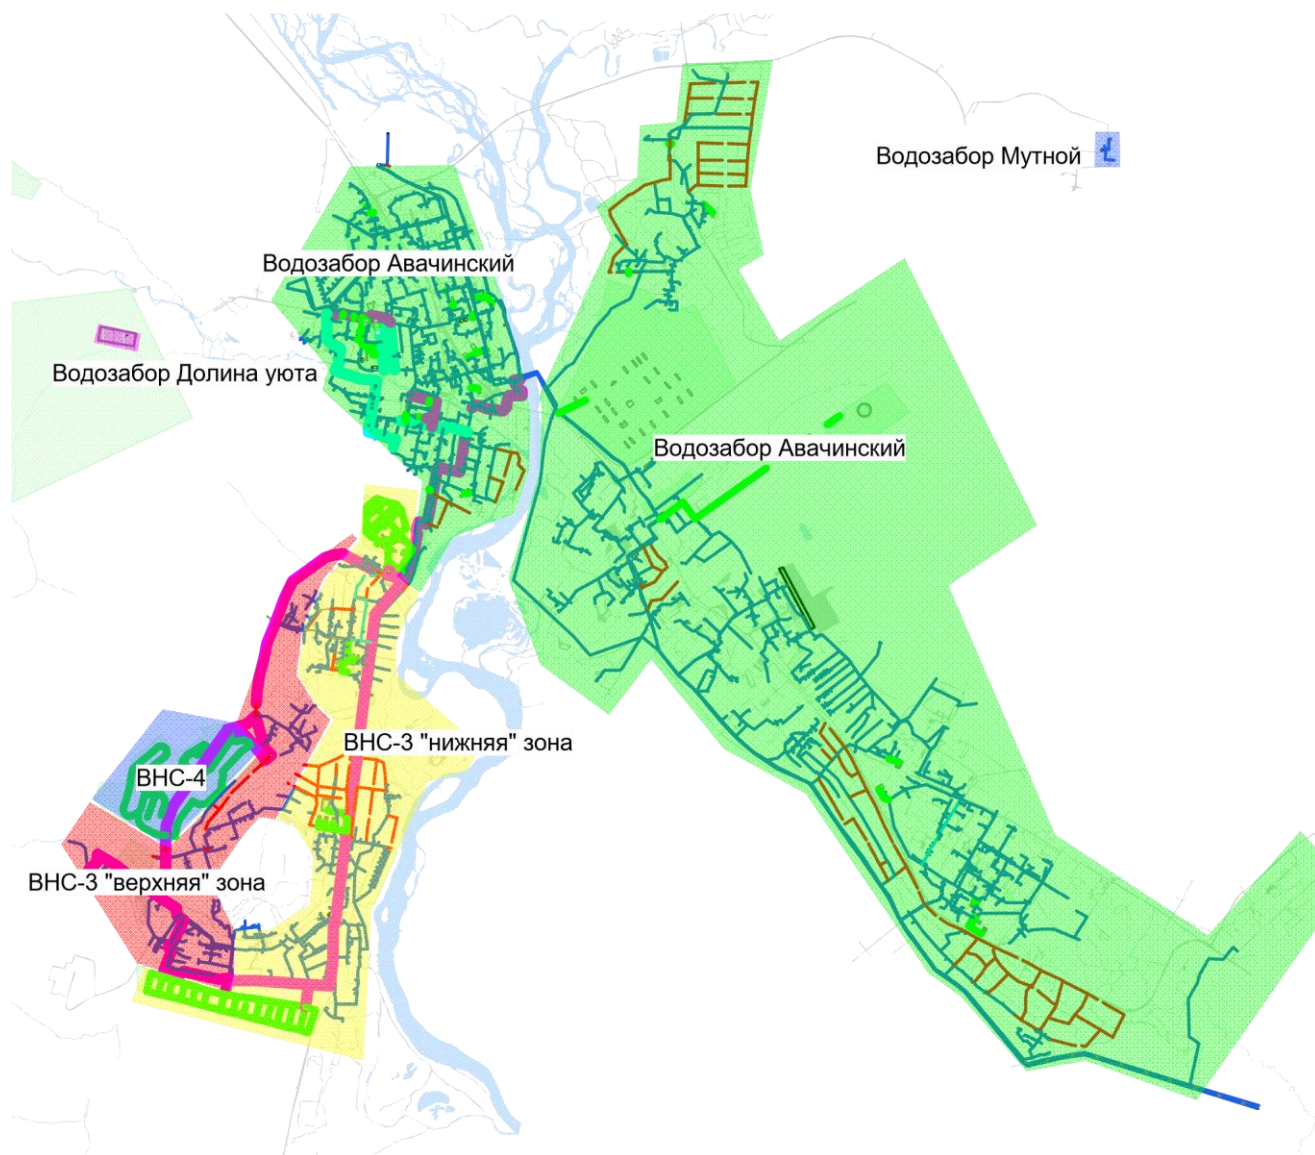 Водозабор Мутной
Водозабор Авачинский
Водозабор Долина уюта
Водозабор Авачинский
ВНС-3 "нижняя" зона
ВНС-4
ВНС-3 "верхняя" зона